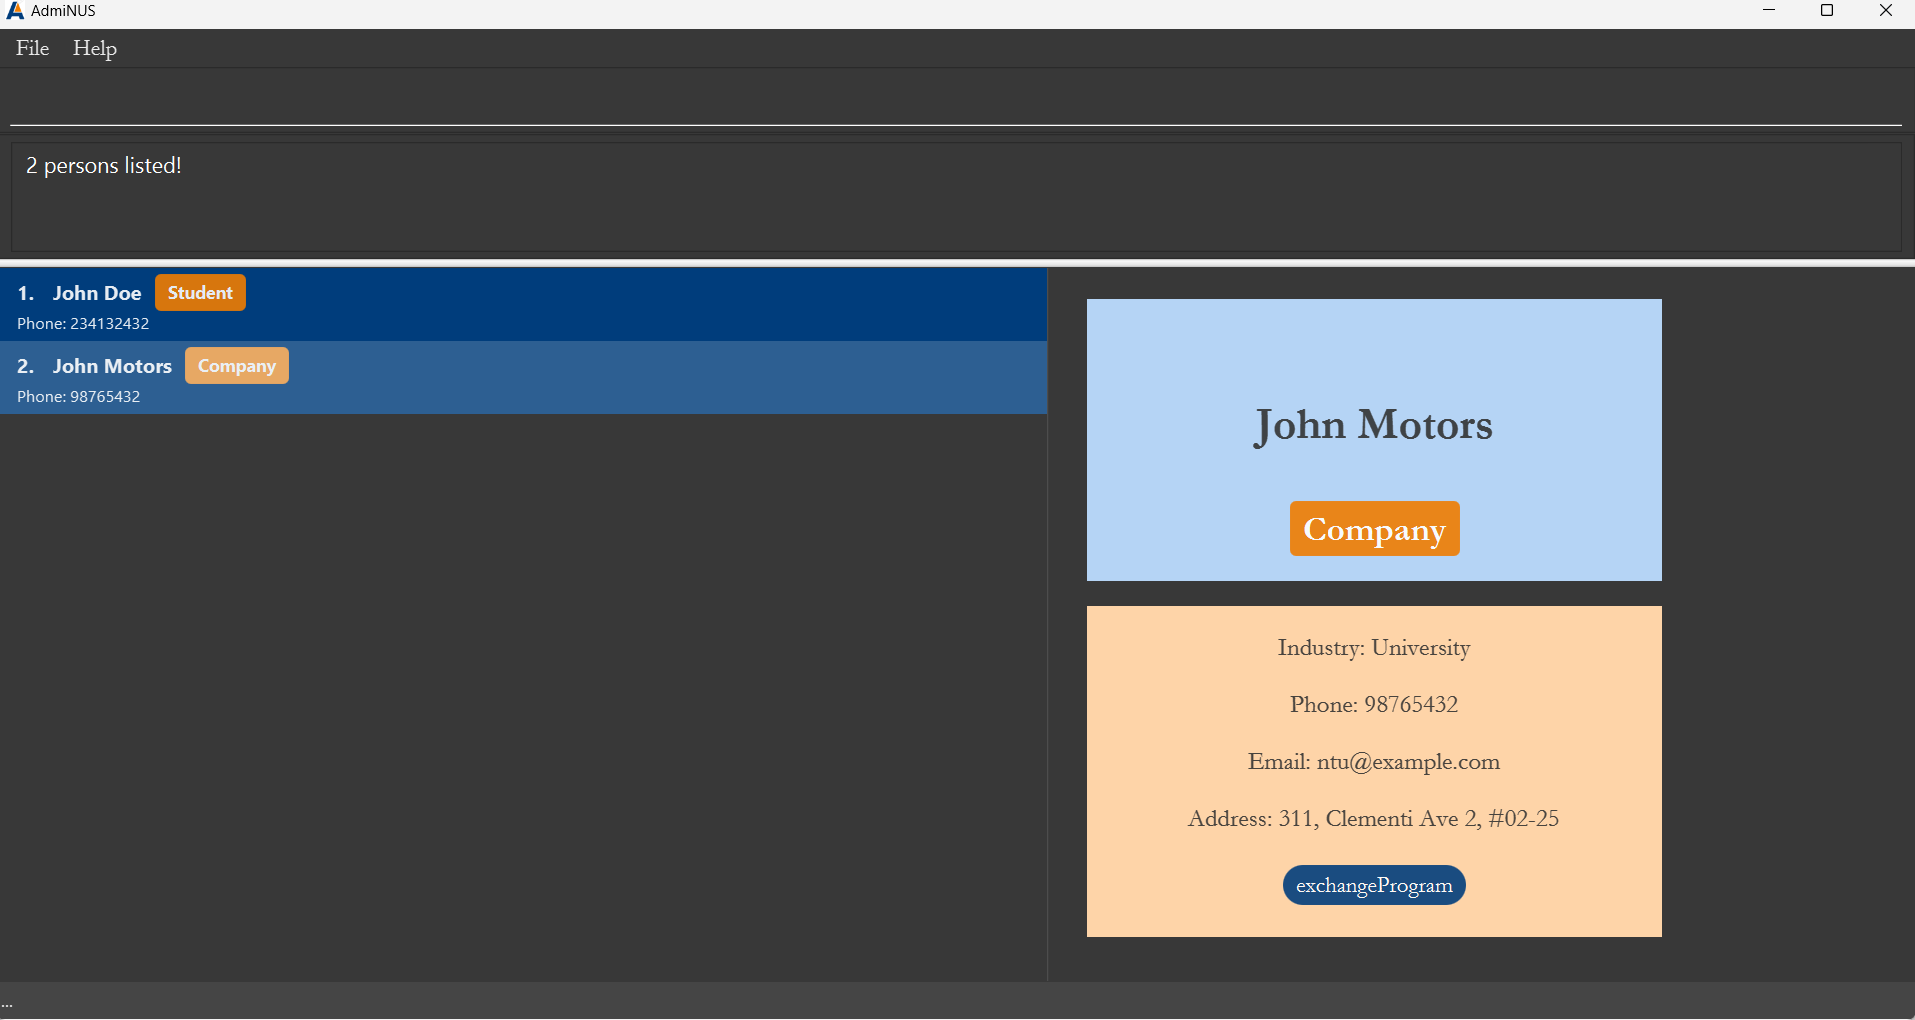 AdmiNUS
File Help
2 persons listed!
1. John Doe Student
Phone: 234132432
2. John Motors Company
Phone: 98765432
John Motors
Company
Industry: University
Phone: 98765432
Email: ntu@example.com
Address: 311, Clementi Ave 2, #02-25
exchangeProgram
...